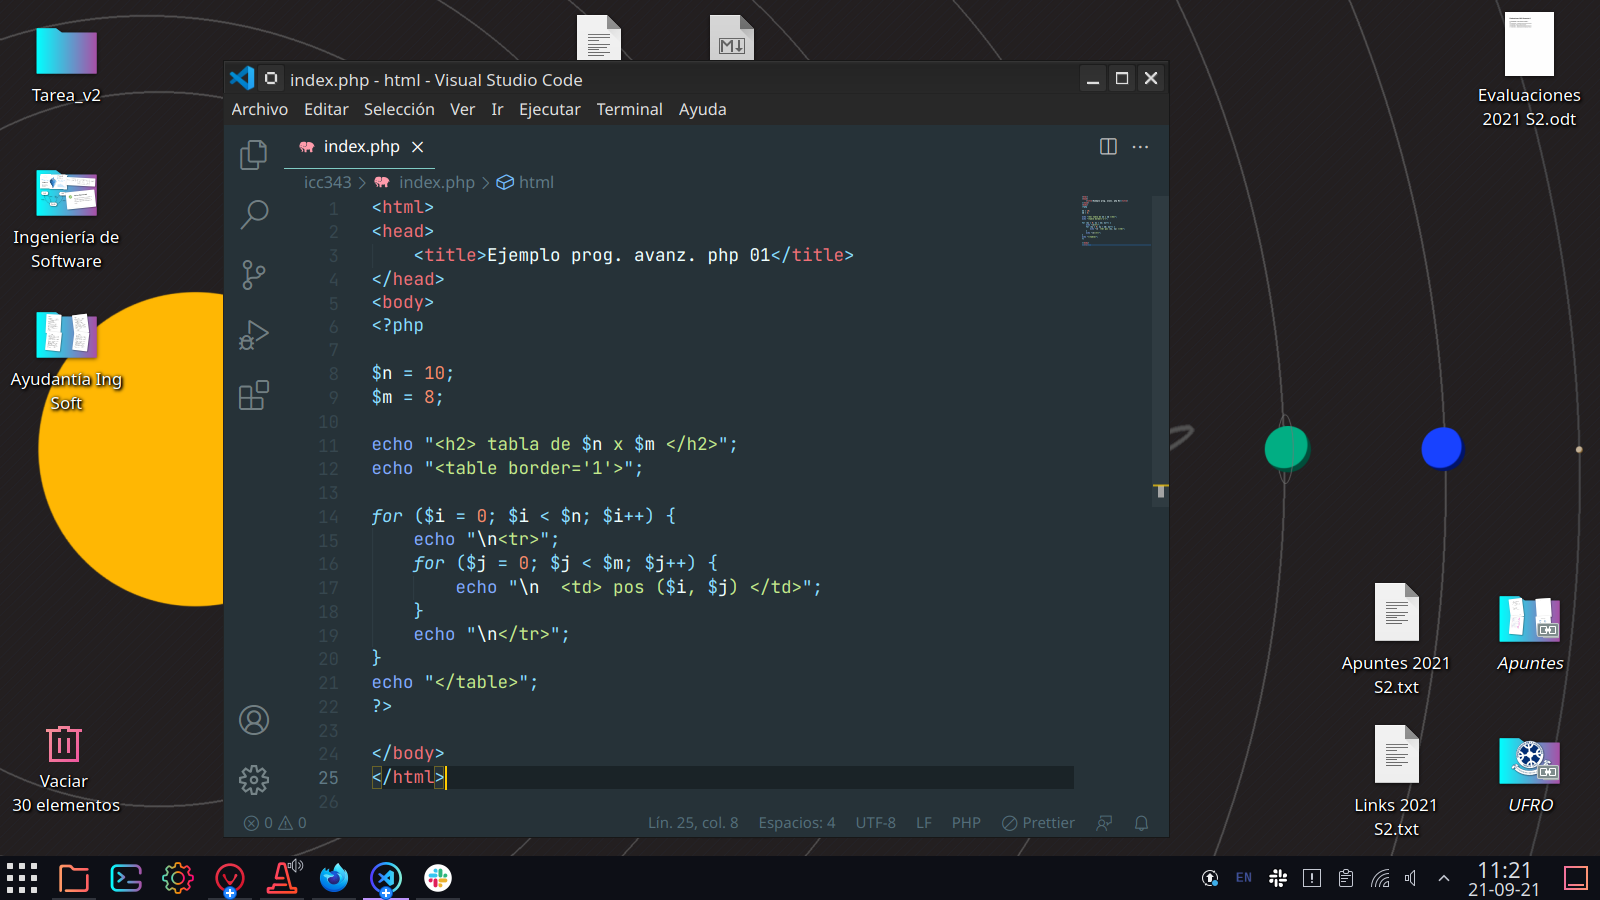 Tarea_v2
Ingeniería de
Software
Ayudantía Ing
Soft
Vaciar
30 elementos
M
Evaluaciones
2021 S2.odt
Apuntes 2021
S2.txt
Apuntes
Links 2021
S2.txt
UFRO
index.php - html - Visual Studio Code
Archivo Editar Selección Ver Ir Ejecutar Terminal Ayuda
index.php
icc343 > index.php > html
1 <html>
2 <head>
3 <title>Ejemplo prog. avanz. php 01</title>
4 </head>
5 <body>
6 <?php
7
8 $n = 10;
9 $m = 8;
10
11 echo "<h2> tabla de $n x $m </h2>";
12 echo "<table border='1'>";
13
14 for ($i = 0; $i < $n; $i++) {
15 echo "\n<tr>";
16 for ($j = 0; $j < $m; $j++) {
17 echo "\n  <td> pos ($i, $j) </td>";
18 }
19 echo "\n</tr>";
20 }
21 echo "</table>";
22 ?>
23
24 </body>
25 </html>
26
0 0 Lín. 25, col. 8 Espacios: 4 UTF-8 LF PHP Prettier
EN 11:21
21-09-21